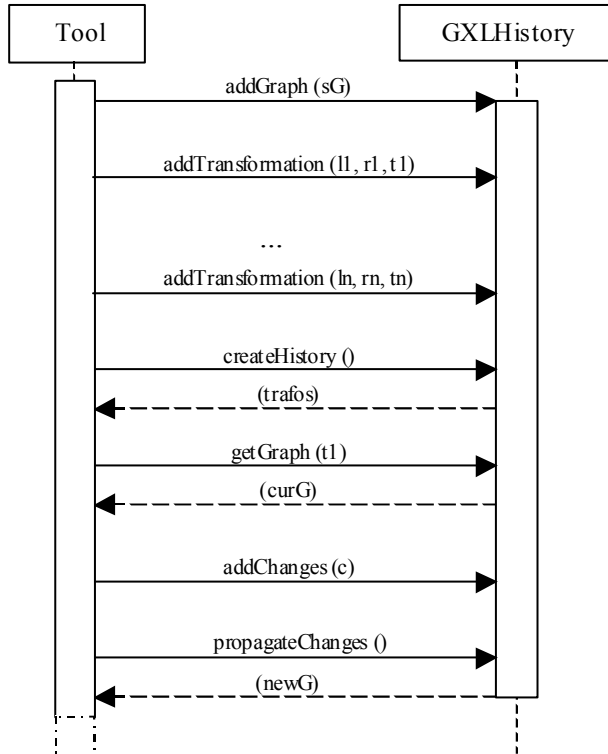 Tool
GXLHistory
addGraph (sG)
addTransformation (l1, r1, t1)
...
addTransformation (ln, rn, tn)
createHistory ()
(trafos)
getGraph (t1)
(curG)
addChanges (c)
propagateChanges ()
(newG)